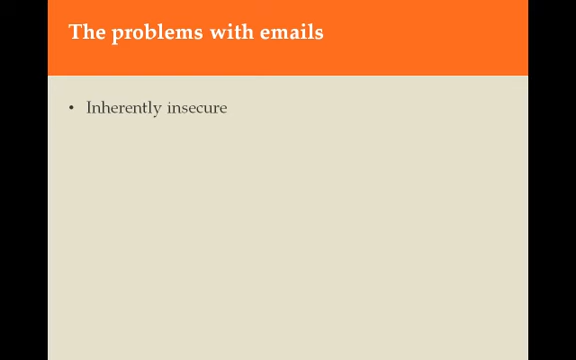 The problems with emails
• Inherently insecure